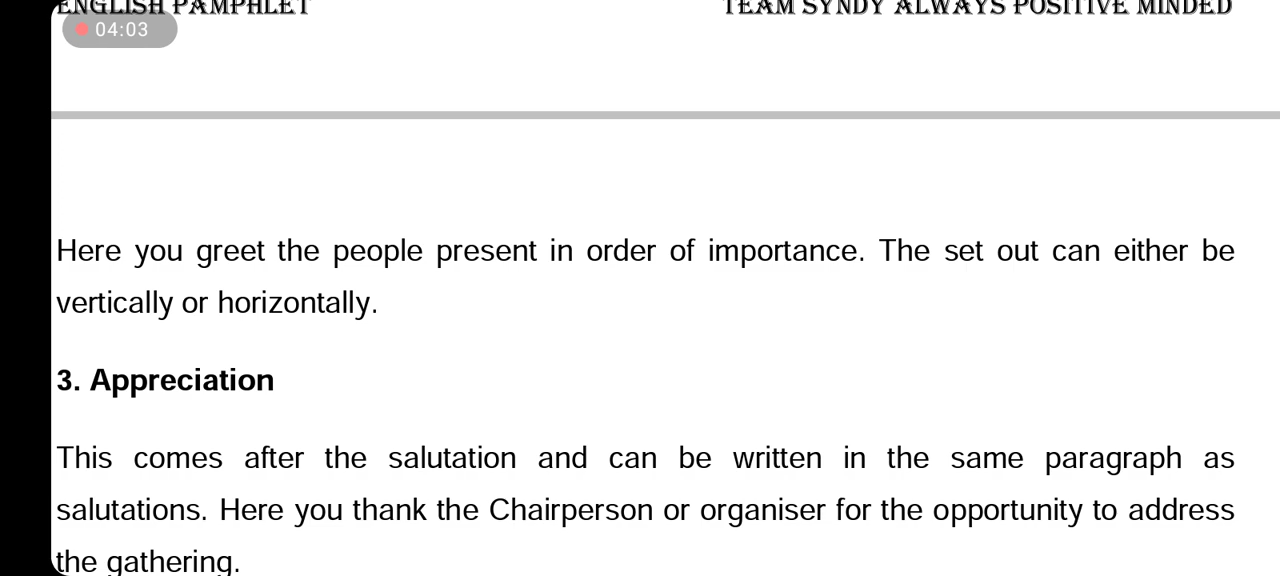 ENGLISH PAMPHLET TEAM SYNDY ALWAYS POSITIVE MINDED
04:03
Here you greet the people present in order of importance. The set out can either be
vertically or horizontally.
3. Appreciation
This comes after the salutation and can be written in the same paragraph as
salutations. Here you thank the Chairperson or organiser for the opportunity to address
the gathering.